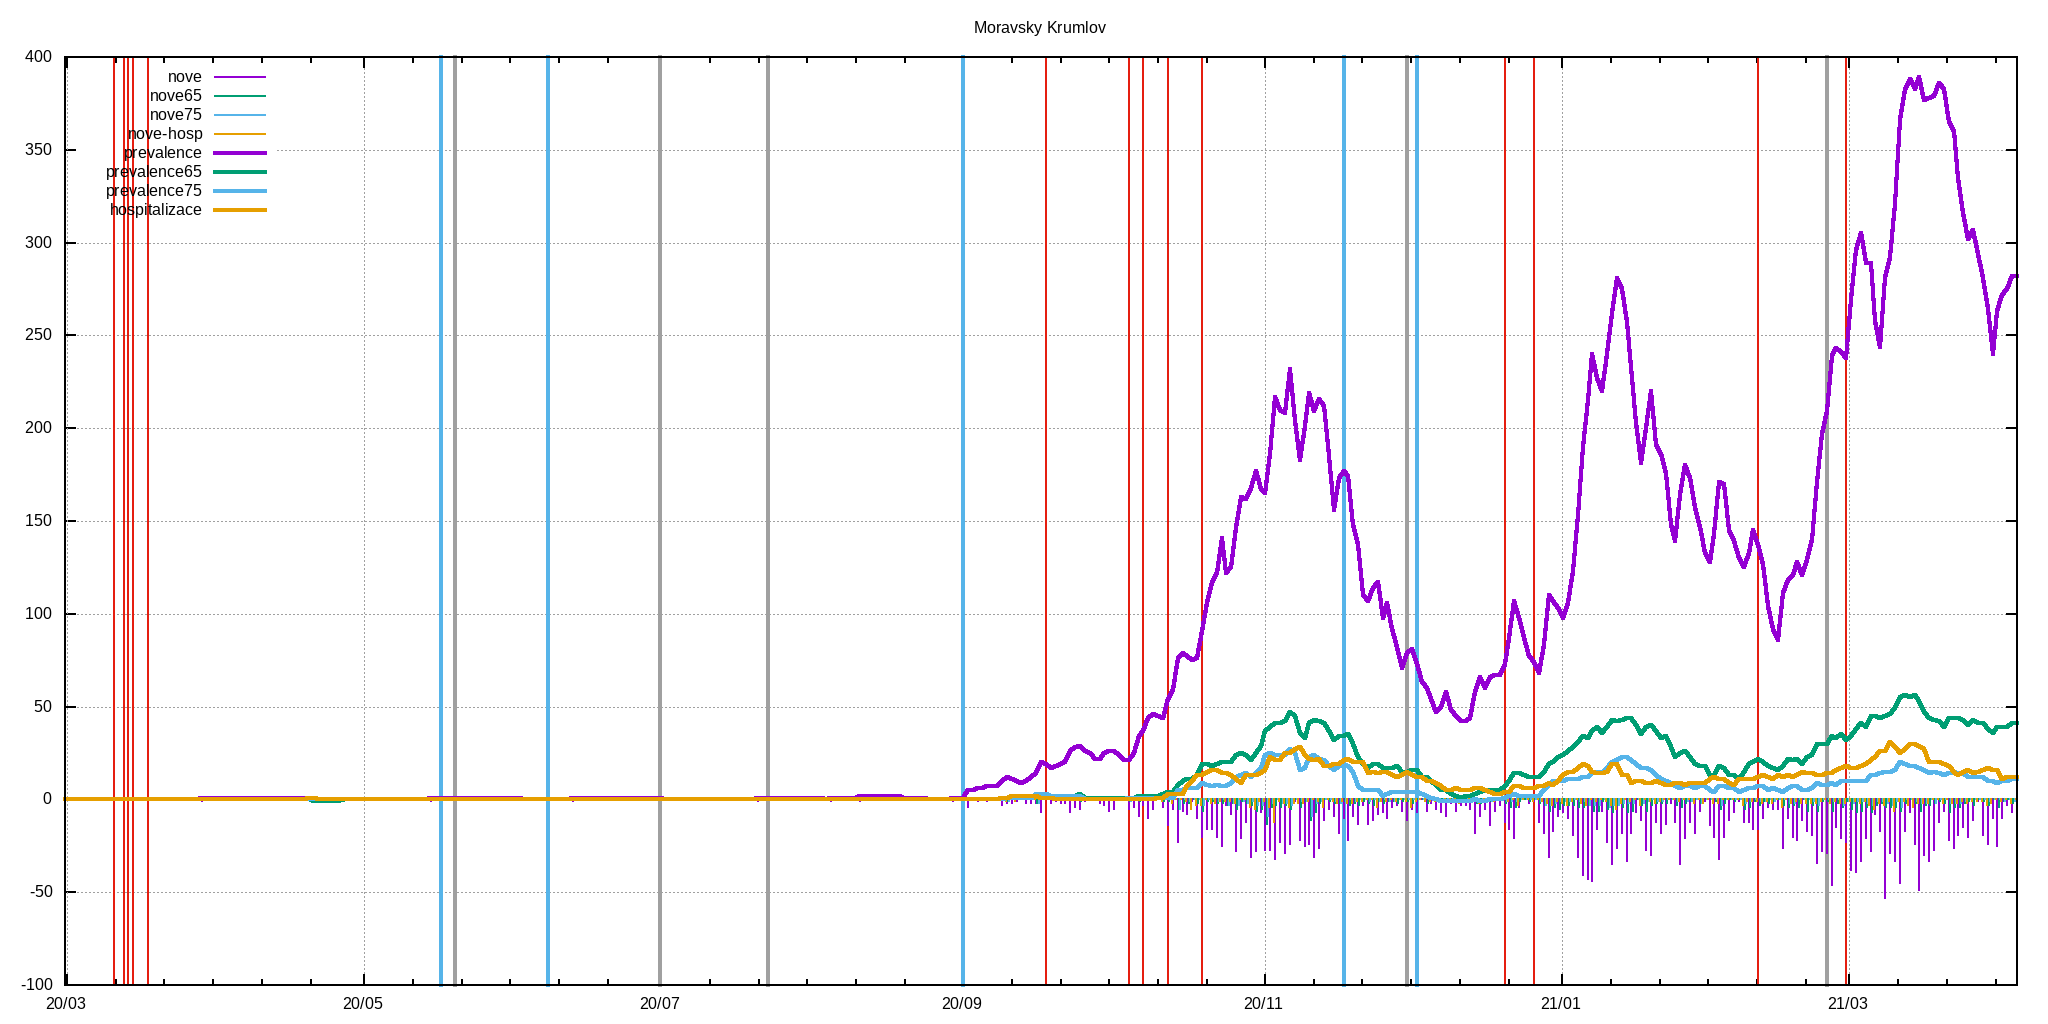 Moravsky Krumlov
400
350
300
250
200
150
100
50
0
-50
-100
nove
nove65
nove75
nove-hosp
prevalence
prevalence65
prevalence75
hospitalizace
20/03 20/05 20/07 20/09 20/11 21/01 21/03